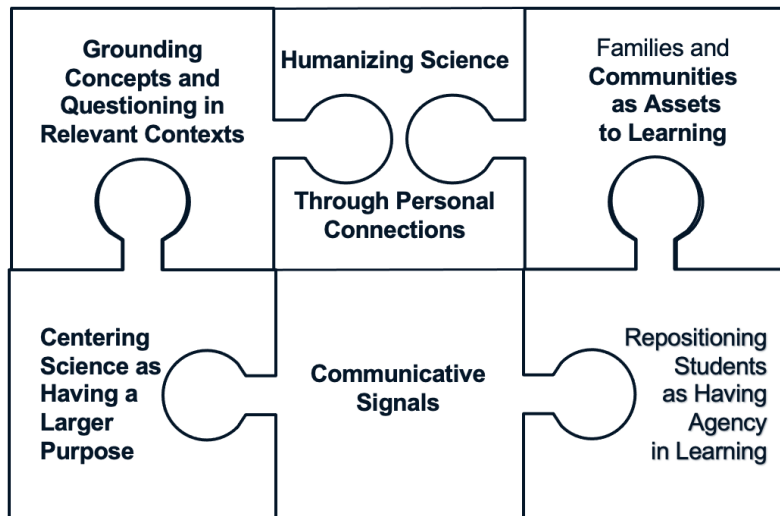 Grounding
Concepts and
Questioning in
Relevant Contexts
Humanizing Science
Through Personal
Connections
Families and
Communities
as Assets
to Learning
Centering
Science as
Having a
Larger
Purpose
Communicative
Signals
Repositioning
Students
as Having
Agency
in Learning